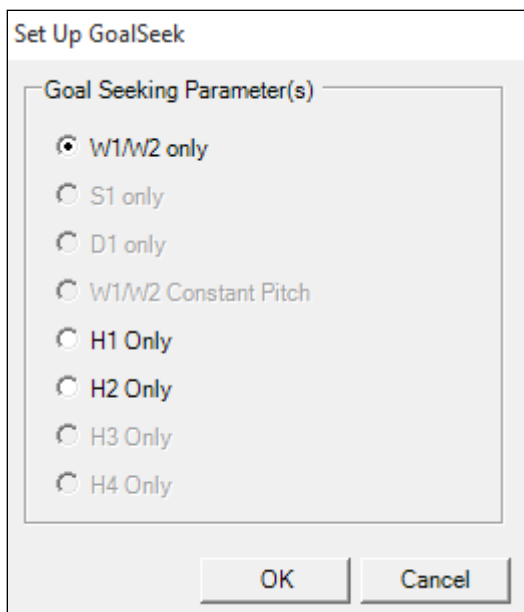 Set Up GoalSeek
Goal Seeking Parameter(s)
W1/W2 only
S1 only
D1 only
W1/W2 Constant Pitch
H1 Only
H2 Only
H3 Only
H4 Only
OK Cancel